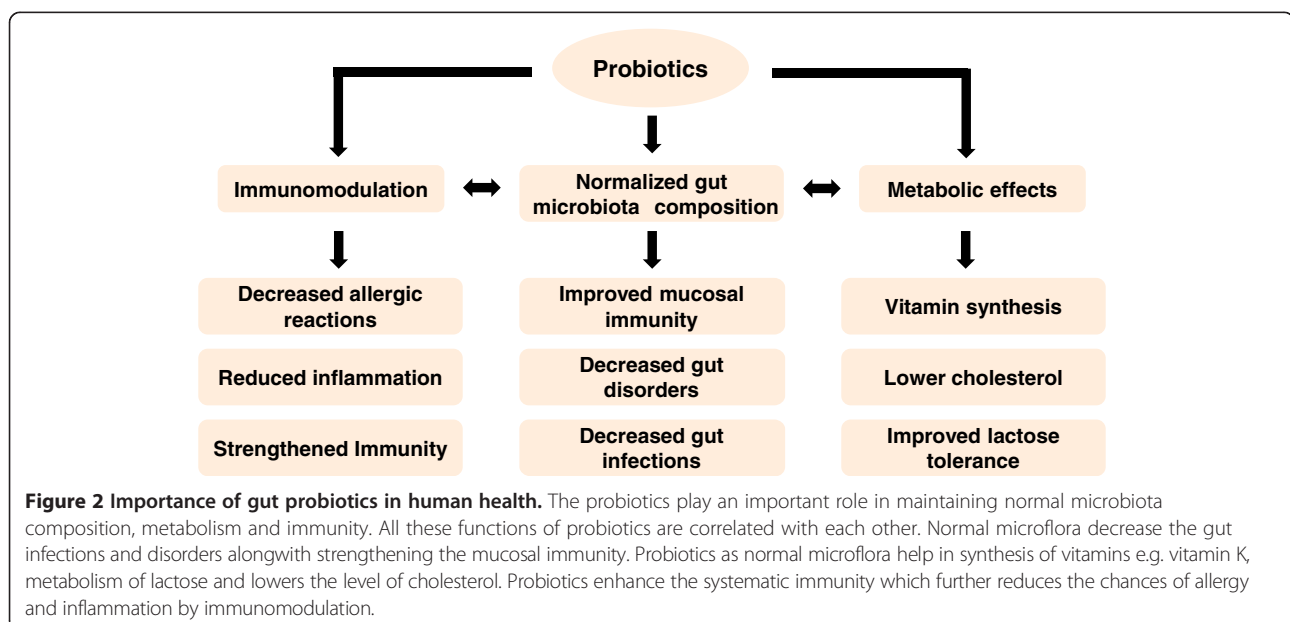 Probiotics
Immunomodulation
Normalized gut
microbiota composition
Metabolic effects
Decreased allergic
reactions
Improved mucosal
immunity
Vitamin synthesis
Reduced inflammation
Decreased gut
disorders
Lower cholesterol
Strengthened Immunity
Decreased gut
infections
Improved lactose
tolerance
Figure 2 Importance of gut probiotics in human health. The probiotics play an important role in maintaining normal microbiota
composition, metabolism and immunity. All these functions of probiotics are correlated with each other. Normal microflora decrease the gut
infections and disorders alongwith strengthening the mucosal immunity. Probiotics as normal microflora help in synthesis of vitamins e.g. vitamin K,
metabolism of lactose and lowers the level of cholesterol. Probiotics enhance the systematic immunity which further reduces the chances of allergy
and inflammation by immunomodulation.